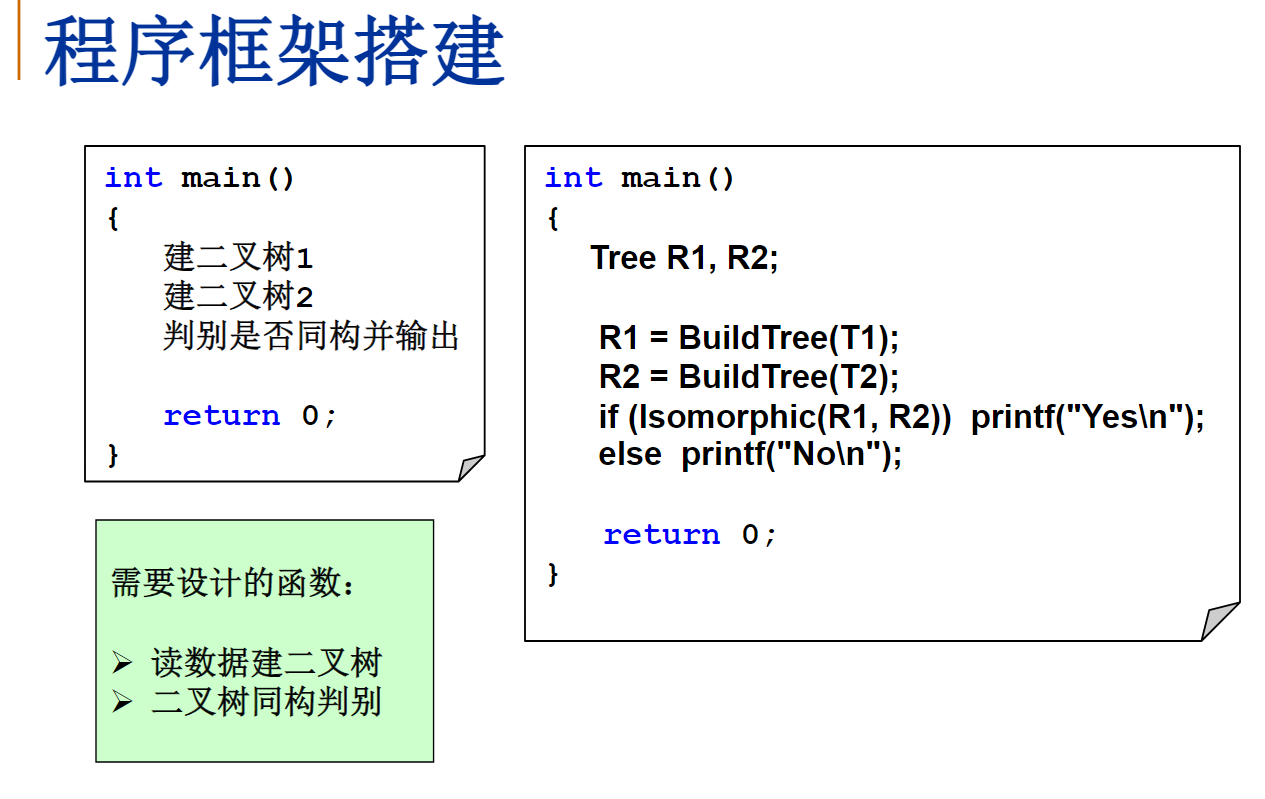 程序框架搭建
int main()
{
建二叉树1
建二叉树2
判别是否同构并输出
return 0;
}
int main()
{
Tree R1, R2;
R1 = BuildTree(T1);
R2 = BuildTree(T2);
if (Isomorphic(R1, R2)) printf("Yes\n");
else printf("No\n");
return 0;
}
需要设计的函数：
➢ 读数据建二叉树
➢ 二叉树同构判别